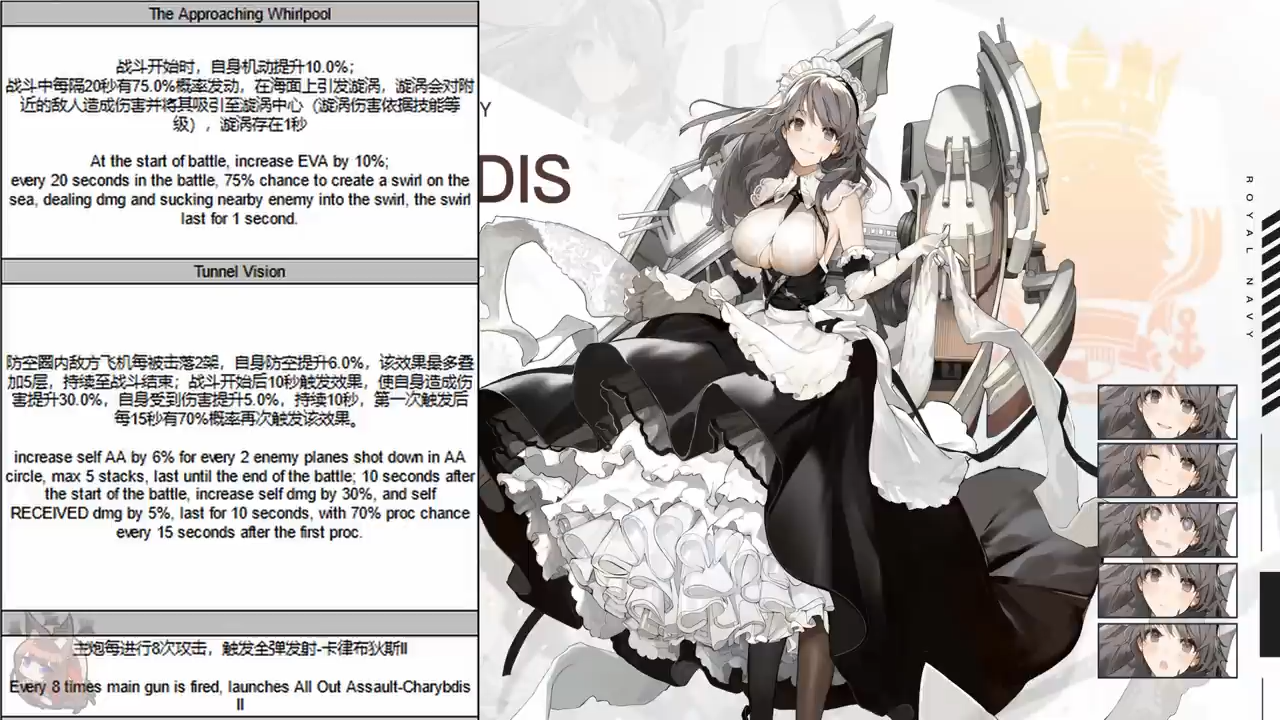 The Approaching Whirlpool
战斗开始时，自身机动提升10.0%；
战斗中每隔20秒有75.0%概率发动，在海面上引发漩涡，漩涡会对附
近的敌人造成伤害并将其吸引至漩涡中心（漩涡伤害依据技能等
级），漩涡存在1秒
At the start of battle, increase EVA by 10%;
every 20 seconds in the battle, 75% chance to create a swirl on the
sea, dealing dmg and sucking nearby enemy into the swirl, the swirl
last for 1 second.
Tunnel Vision
防空圈内敌方飞机每被击落2架，自身防空提升6.0%，该效果最多叠
加5层，持续至战斗结束；战斗开始后10秒触发效果，使自身造成伤
害提升30.0%，自身受到伤害提升5.0%，持续10秒，第一次触发后
每15秒有70%概率再次触发该效果。
increase self AA by 6% for every 2 enemy planes shot down in AA
circle, max 5 stacks, last until the end of the battle; 10 seconds after
the start of the battle, increase self dmg by 30%, and self
RECEIVED dmg by 5%, last for 10 seconds, with 70% proc chance
every 15 seconds after the first proc.
主炮每进行8次攻击，触发全弹发射-卡律布狄斯II
Every 8 times main gun is fired, launches All Out Assault-Charybdis
II
Y
DIS
ROYAL NAVY